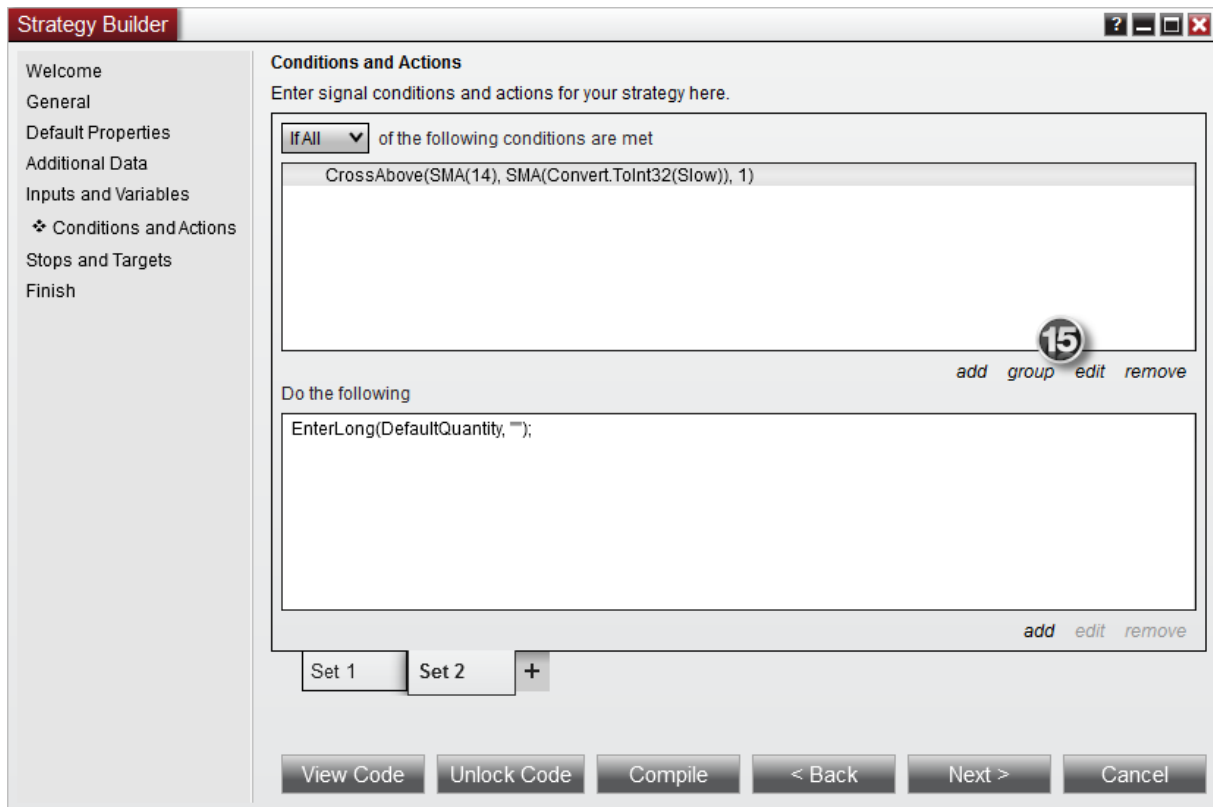 Strategy Builder
?
Welcome
General
Default Properties
Additional Data
Inputs and Variables
Conditions and Actions
Stops and Targets
Finish
Conditions and Actions
Enter signal conditions and actions for your strategy here.
If All of the following conditions are met
CrossAbove(SMA(14), SMA(Convert.ToInt32(Slow)), 1)
15
add group edit remove
Do the following
EnterLong(DefaultQuantity, "");
add edit remove
Set 1 Set 2 +
View Code Unlock Code Compile < Back Next > Cancel